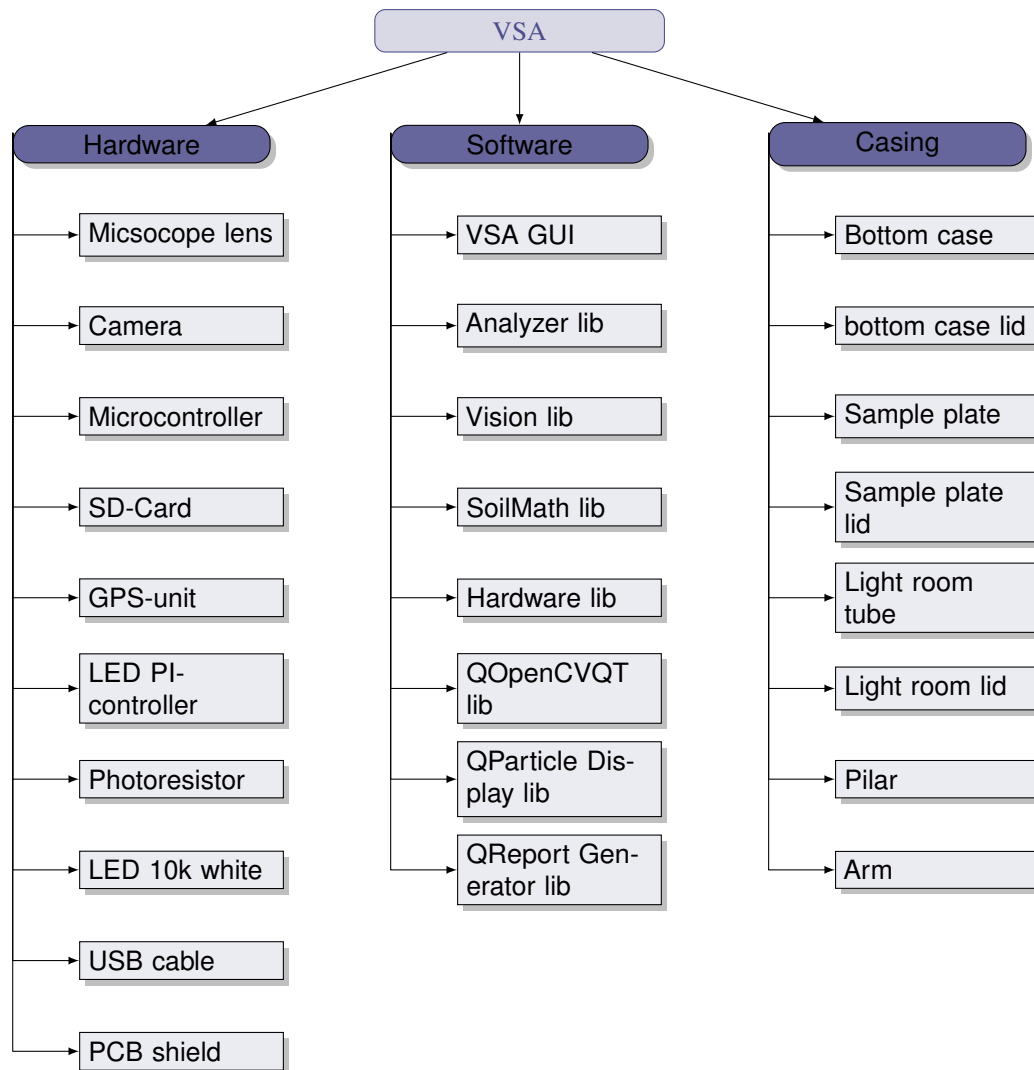 VSA
Hardware
Micsocope lens
Camera
Microcontroller
SD-Card
GPS-unit
LED PI-
controller
Photoresistor
LED 10k white
USB cable
PCB shield
Software
VSA GUI
Analyzer lib
Vision lib
SoilMath lib
Hardware lib
QOpenCVQT
lib
QParticle Dis-
play lib
QReport Gen-
erator lib
Casing
Bottom case
bottom case lid
Sample plate
Sample plate
lid
Light room
tube
Light room lid
Pilar
Arm